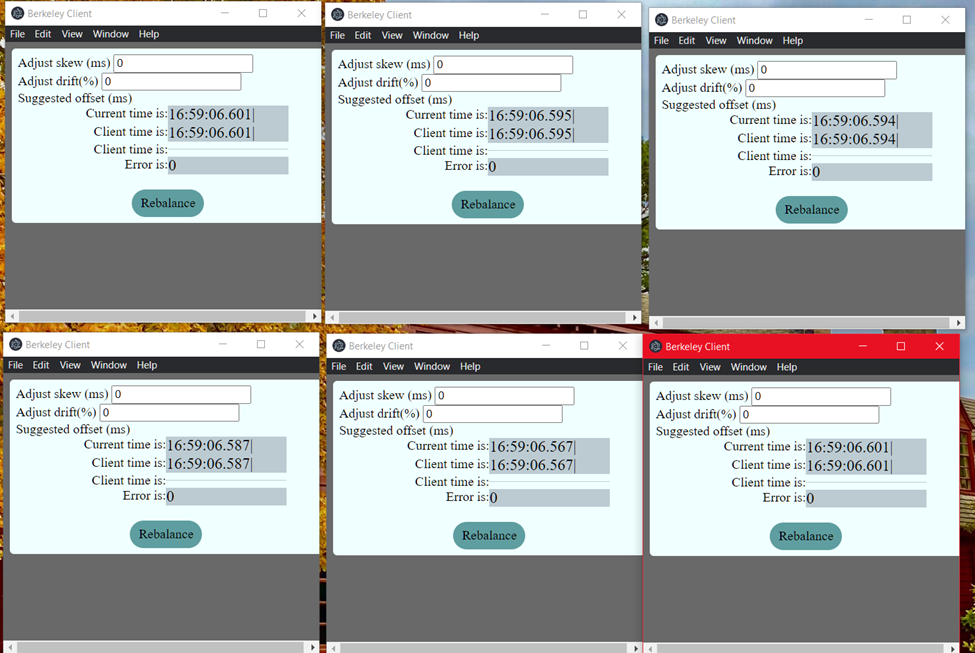 Berkeley Client
File Edit View Window Help
Adjust skew (ms) 0
Adjust drift(%) 0
Suggested offset (ms)
Current time is:16:59:06.601|
Client time is:16:59:06.601|
Client time is:
Error is:0
Rebalance
Berkeley Client
File Edit View Window Help
Adjust skew (ms) 0
Adjust drift(%) 0
Suggested offset (ms)
Current time is:16:59:06.595|
Client time is:16:59:06.595|
Client time is:
Error is:0
Rebalance
Berkeley Client
File Edit View Window Help
Adjust skew (ms) 0
Adjust drift(%) 0
Suggested offset (ms)
Current time is:16:59:06.594|
Client time is:16:59:06.594|
Client time is:
Error is:0
Rebalance
Berkeley Client
File Edit View Window Help
Adjust skew (ms) 0
Adjust drift(%) 0
Suggested offset (ms)
Current time is:16:59:06.587|
Client time is:16:59:06.587|
Client time is:
Error is:0
Rebalance
Berkeley Client
File Edit View Window Help
Adjust skew (ms) 0
Adjust drift(%) 0
Suggested offset (ms)
Current time is:16:59:06.567|
Client time is:16:59:06.567|
Client time is:
Error is:0
Rebalance
Berkeley Client
File Edit View Window Help
Adjust skew (ms) 0
Adjust drift(%) 0
Suggested offset (ms)
Current time is:16:59:06.601|
Client time is:16:59:06.601|
Client time is:
Error is:0
Rebalance